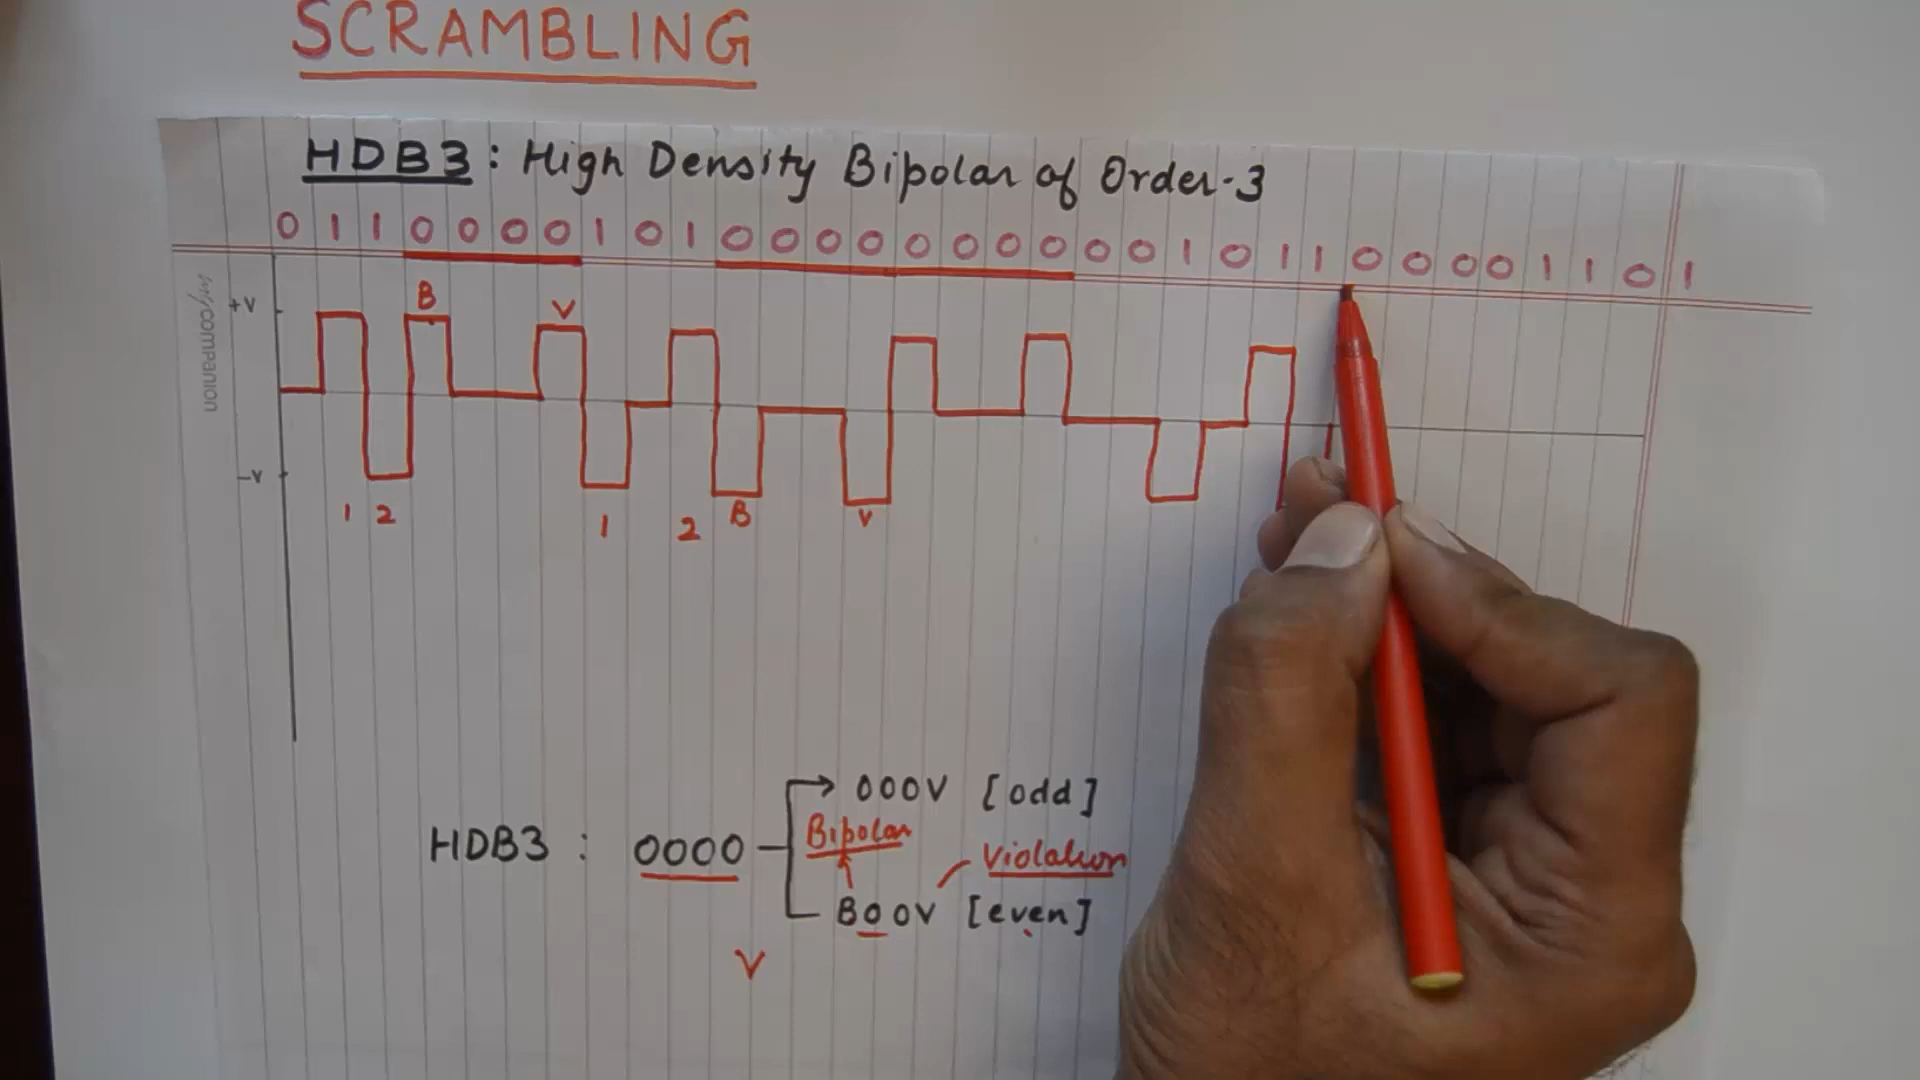 SCRAMBLING
HDB3 : High Density Bipolar of Order-3
0 1 1 0 0 0 0 1 0 1 0 0 0 0 0 0 0 0 0 0 1 0 1 1 0 0 0 0 1 1 0 1
B V
+V
companion
-V
1 2 1 2 B V
000V [odd]
Bipolar
HDB3 : 0000 Violation
B00V [even]
V